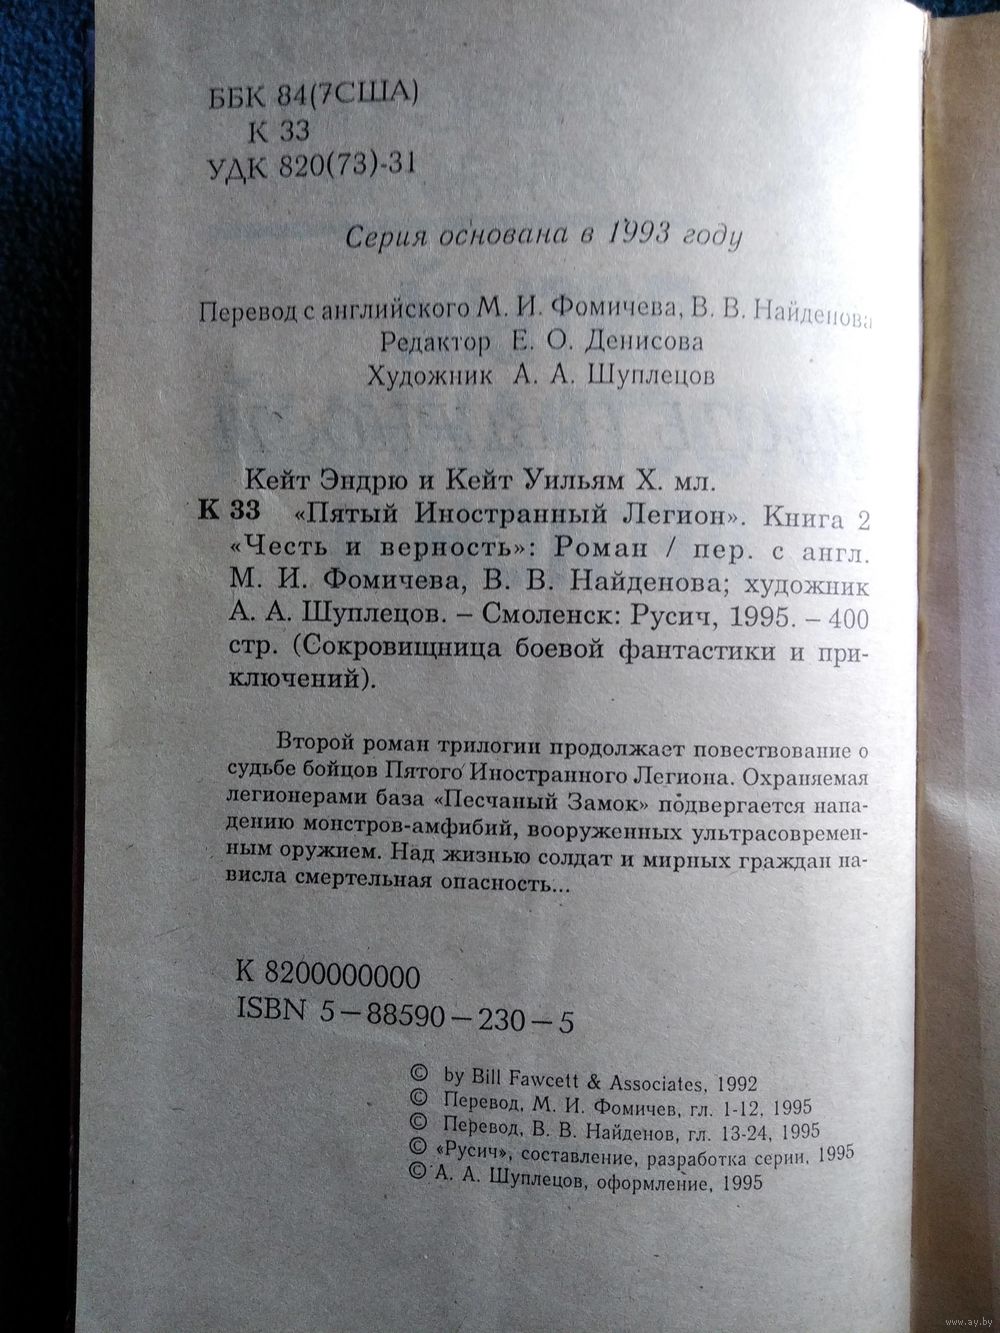 ББК 84(7США)
К 33
УДК 820(73)-31
Серия основана в 1993 году
Перевод с английского М. И. Фомичева, В. В. Найденова
Редактор Е. О. Денисова
Художник А. А. Шуплецов
Кейт Эндрю и Кейт Уильям Х. мл.
К 33 «Пятый Иностранный Легион». Книга 2
«Честь и верность»: Роман / пер. с англ.
М. И. Фомичева, В. В. Найденова; художник
А. А. Шуплецов. – Смоленск: Русич, 1995. – 400
стр. (Сокровищница боевой фантастики и при-
ключений).
Второй роман трилогии продолжает повествование о
судьбе бойцов Пятого Иностранного Легиона. Охраняемая
легионерами база «Песчаный Замок» подвергается напа-
дению монстров-амфибий, вооруженных ультрасовремен-
ным оружием. Над жизнью солдат и мирных граждан на-
висла смертельная опасность...
К 8200000000
ISBN 5–88590–230–5
© by Bill Fawcett & Associates, 1992
© Перевод, М. И. Фомичев, гл. 1-12, 1995
© Перевод, В. В. Найденов, гл. 13-24, 1995
© «Русич», составление, разработка серии, 1995
© А. А. Шуплецов, оформление, 1995
www.ay.by